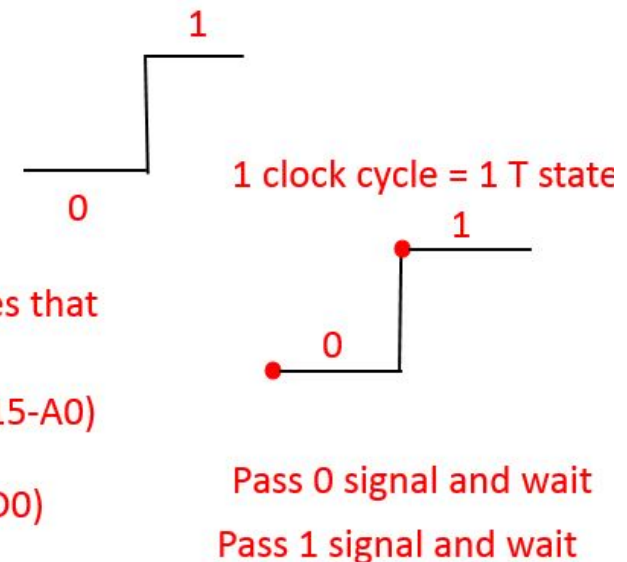 1
0
1 clock cycle = 1 T state
1
0
es that
15-A0)
D0)
Pass 0 signal and wait
Pass 1 signal and wait